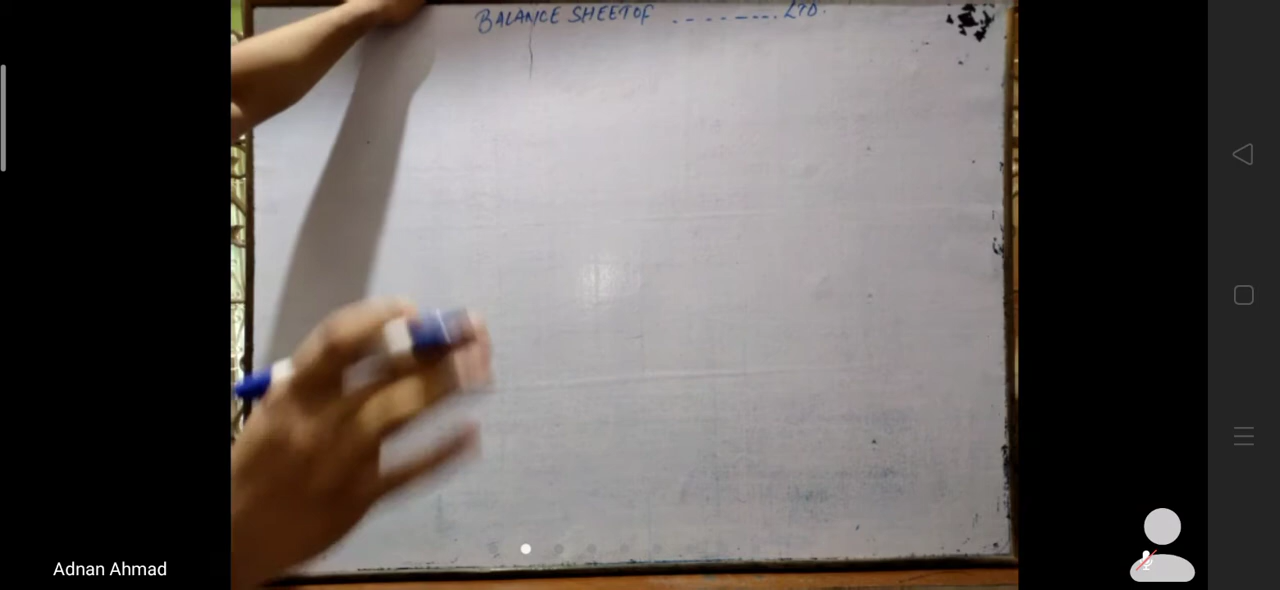 BALANCE SHEET OF - - - - - - - LTD.
Adnan Ahmad